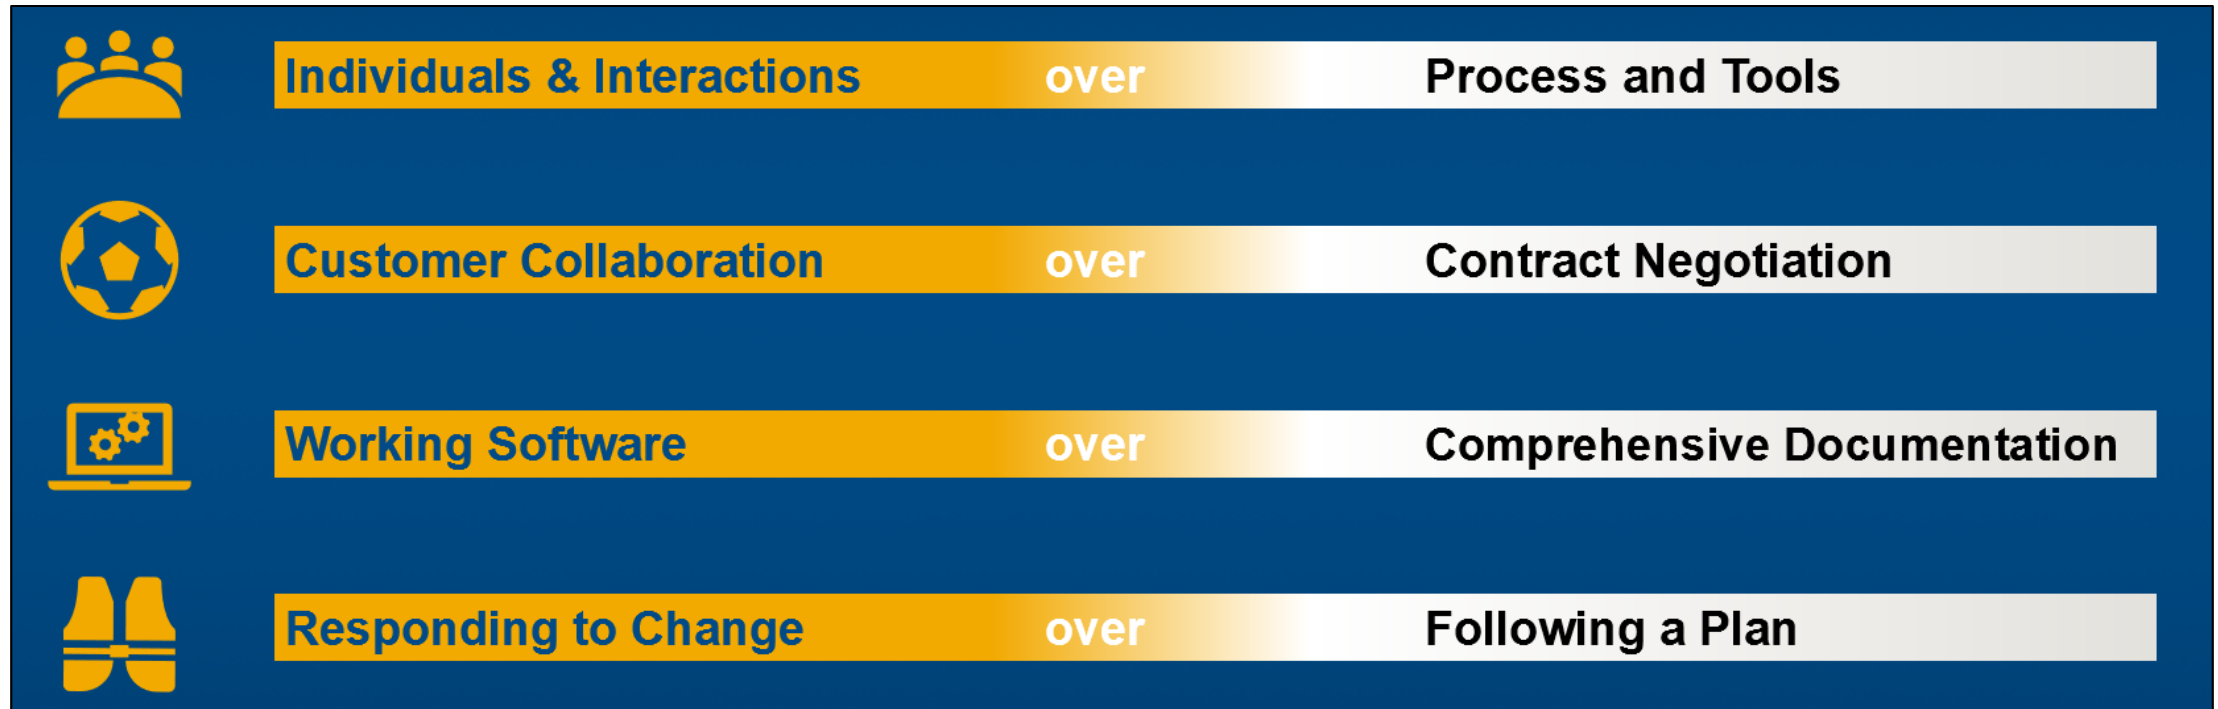 Individuals & Interactions over Process and Tools
Customer Collaboration over Contract Negotiation
Working Software over Comprehensive Documentation
Responding to Change over Following a Plan